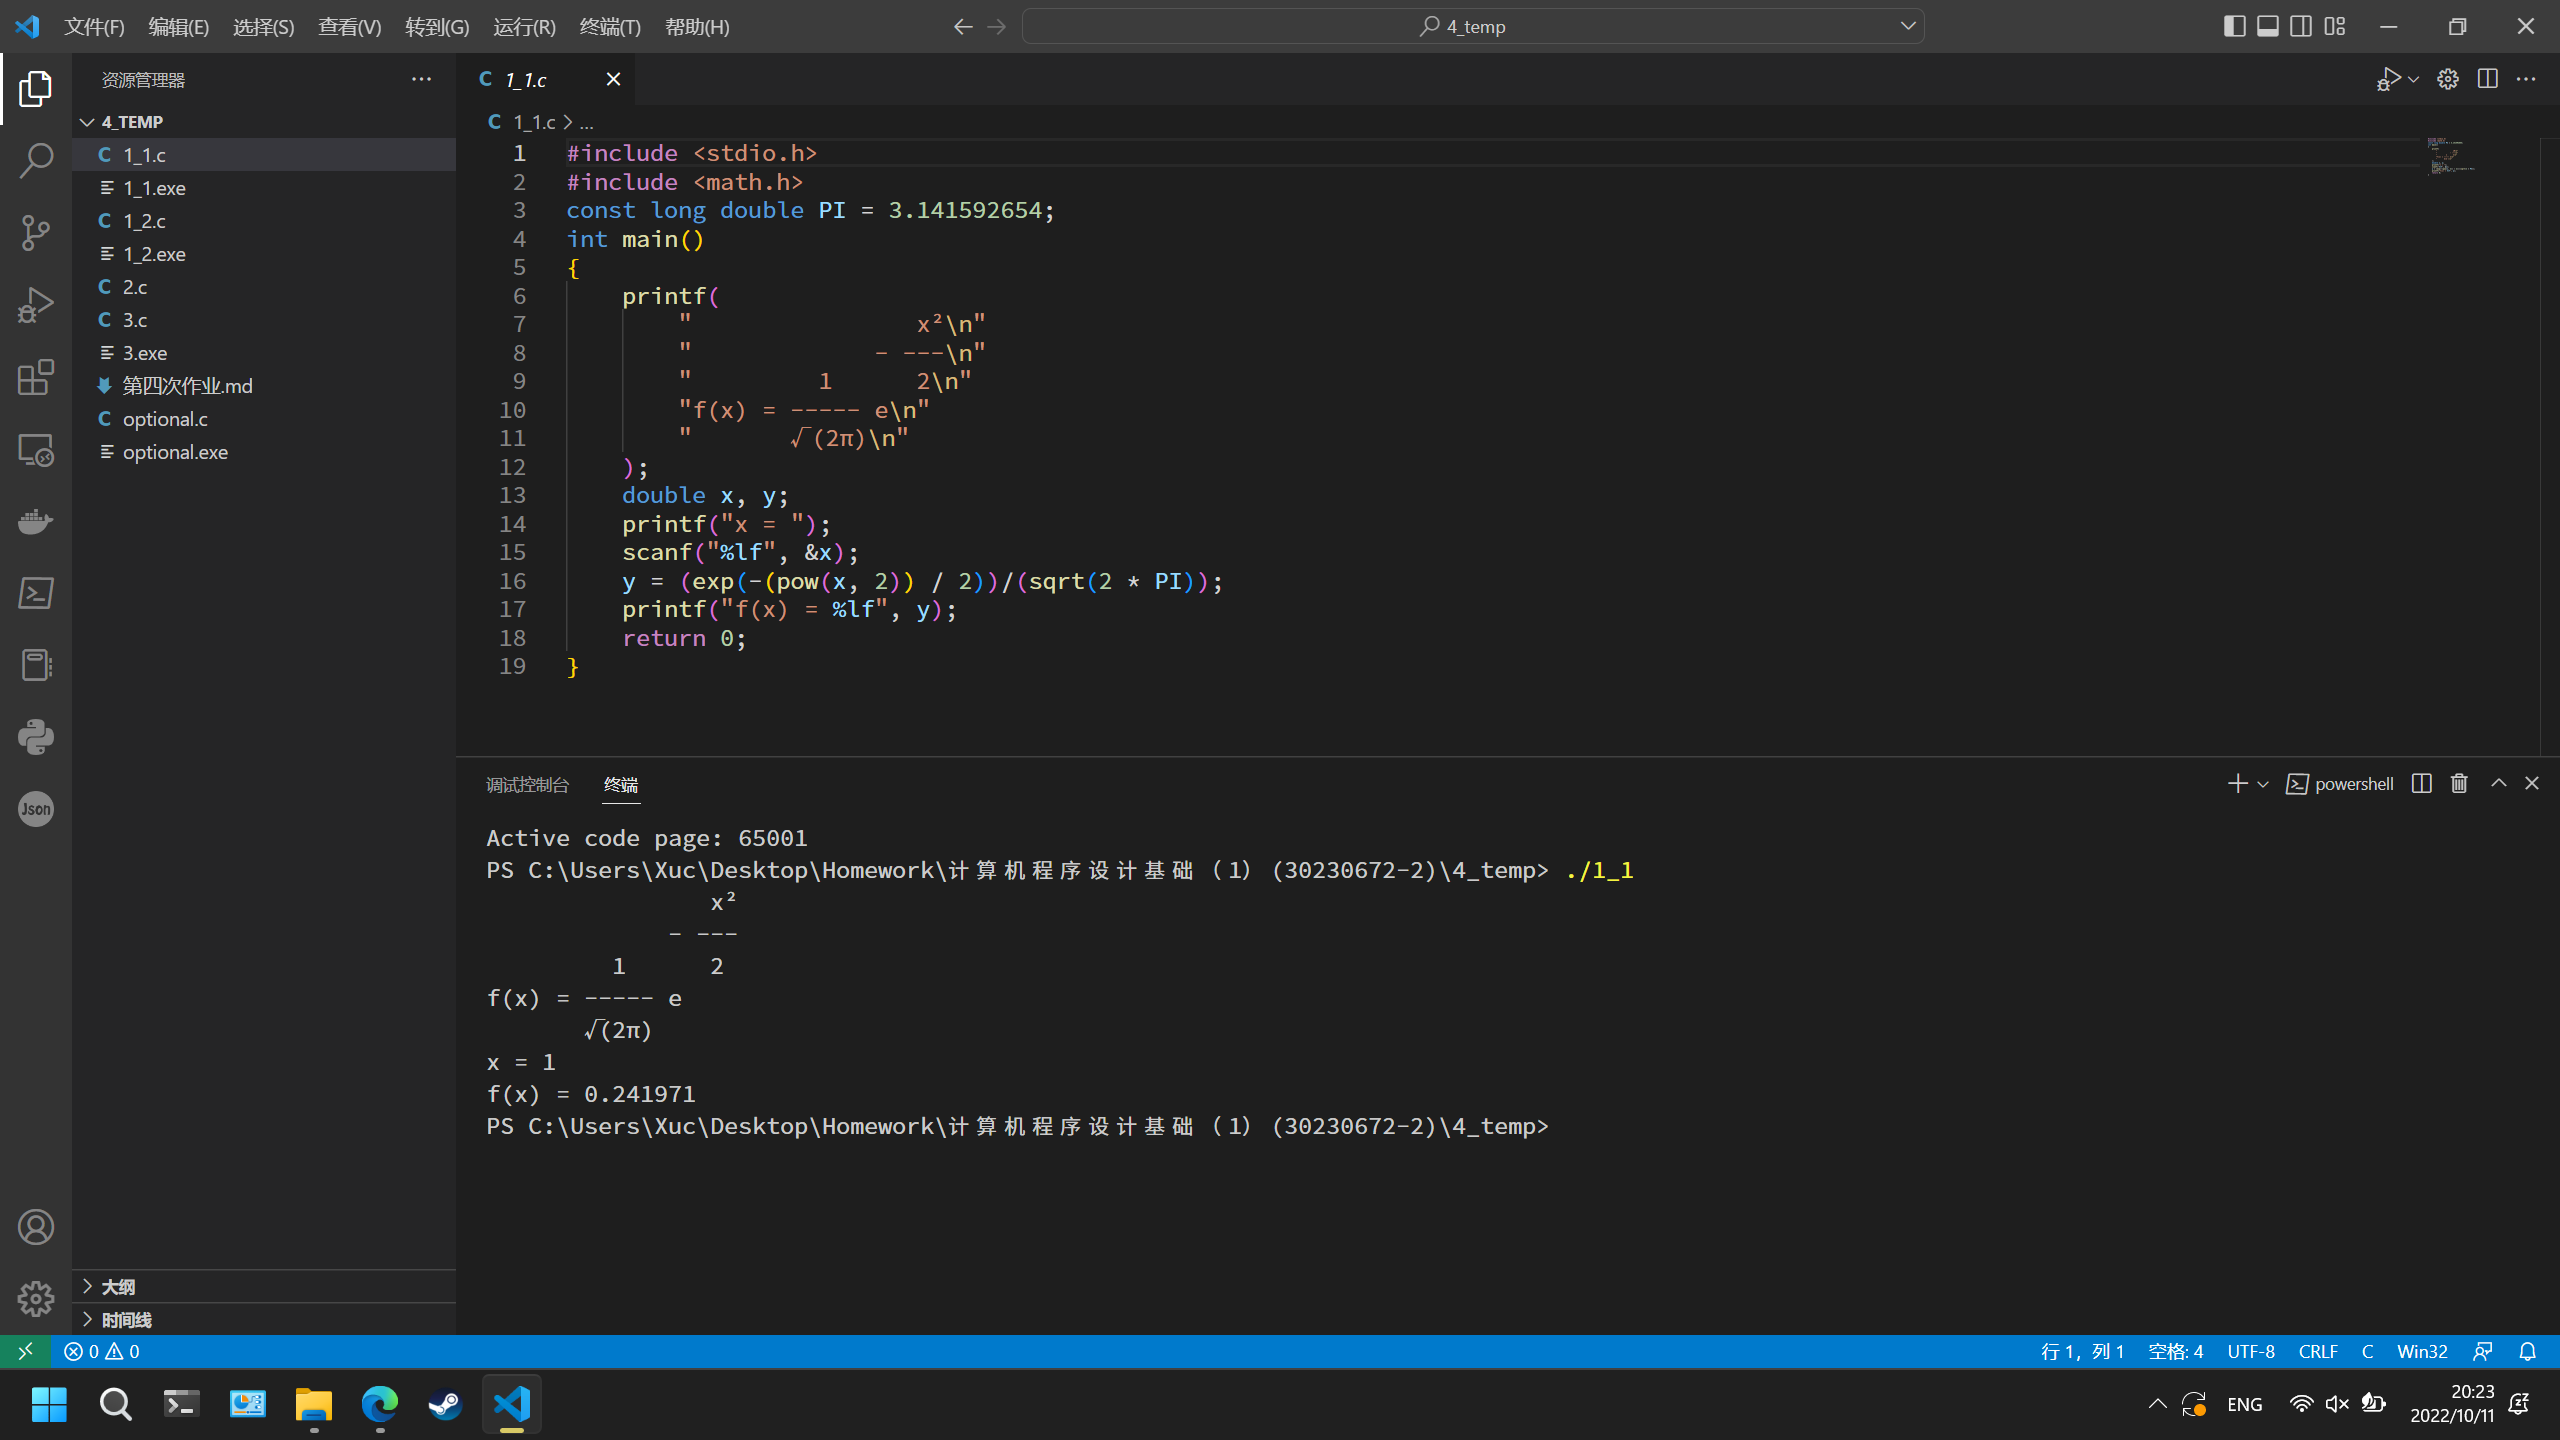 文件(F) 编辑(E) 选择(S) 查看(V) 转到(G) 运行(R) 终端(T) 帮助(H) 4_temp
资源管理器
4_TEMP
1_1.c
1_1.exe
1_2.c
1_2.exe
2.c
3.c
3.exe
第四次作业.md
optional.c
optional.exe
大纲
时间线
Json
C 1_1.c
C 1_1.c > ...
1 #include <stdio.h>
2 #include <math.h>
3 const long double PI = 3.141592654;
4 int main()
5 {
6     printf(
7         "                x²\n"
8         "             - ---\n"
9         "         1      2\n"
10         "f(x) = ----- e\n"
11         "       √(2π)\n"
12     );
13     double x, y;
14     printf("x = ");
15     scanf("%lf", &x);
16     y = (exp(-(pow(x, 2)) / 2))/(sqrt(2 * PI));
17     printf("f(x) = %lf", y);
18     return 0;
19 }
调试控制台 终端 powershell
Active code page: 65001
PS C:\Users\Xuc\Desktop\Homework\计算机程序设计基础（1）(30230672-2)\4_temp> ./1_1
                x²
             - ---
         1      2
f(x) = ----- e
       √(2π)
x = 1
f(x) = 0.241971
PS C:\Users\Xuc\Desktop\Homework\计算机程序设计基础（1）(30230672-2)\4_temp>
0 0 行 1，列 1 空格: 4 UTF-8 CRLF C Win32
ENG 20:23
2022/10/11